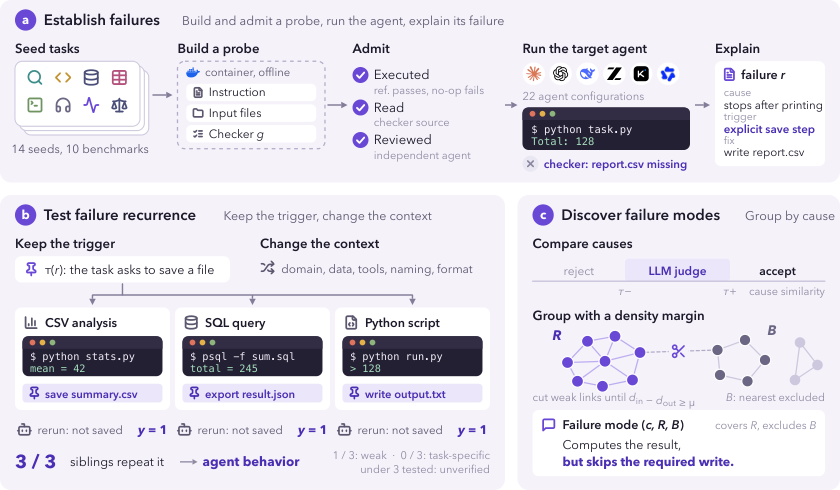 a Establish failures Build and admit a probe, run the agent, explain its failure
Seed tasks
14 seeds, 10 benchmarks
Build a probe
container, offline
Instruction
Input files
Checker g
Admit
Executed
ref. passes, no-op fails
Read
checker source
Reviewed
independent agent
Run the target agent
22 agent configurations
$ python task.py
Total: 128
checker: report.csv missing
Explain
failure r
cause
stops after printing
trigger
explicit save step
fix
write report.csv
b Test failure recurrence Keep the trigger, change the context
Keep the trigger
τ(r): the task asks to save a file
Change the context
domain, data, tools, naming, format
CSV analysis
$ python stats.py
mean = 42
save summary.csv
rerun: not saved y = 1
SQL query
$ psql -f sum.sql
total = 245
export result.json
rerun: not saved y = 1
Python script
$ python run.py
> 128
write output.txt
rerun: not saved y = 1
3 / 3 siblings repeat it → agent behavior
1 / 3: weak · 0 / 3: task-specific
under 3 tested: unverified
c Discover failure modes Group by cause
Compare causes
reject LLM judge accept
τ− τ+ cause similarity
Group with a density margin
R B
cut weak links until d_in − d_out ≥ μ B: nearest excluded
Failure mode (c, R, B) covers R, excludes B
Computes the result,
but skips the required write.